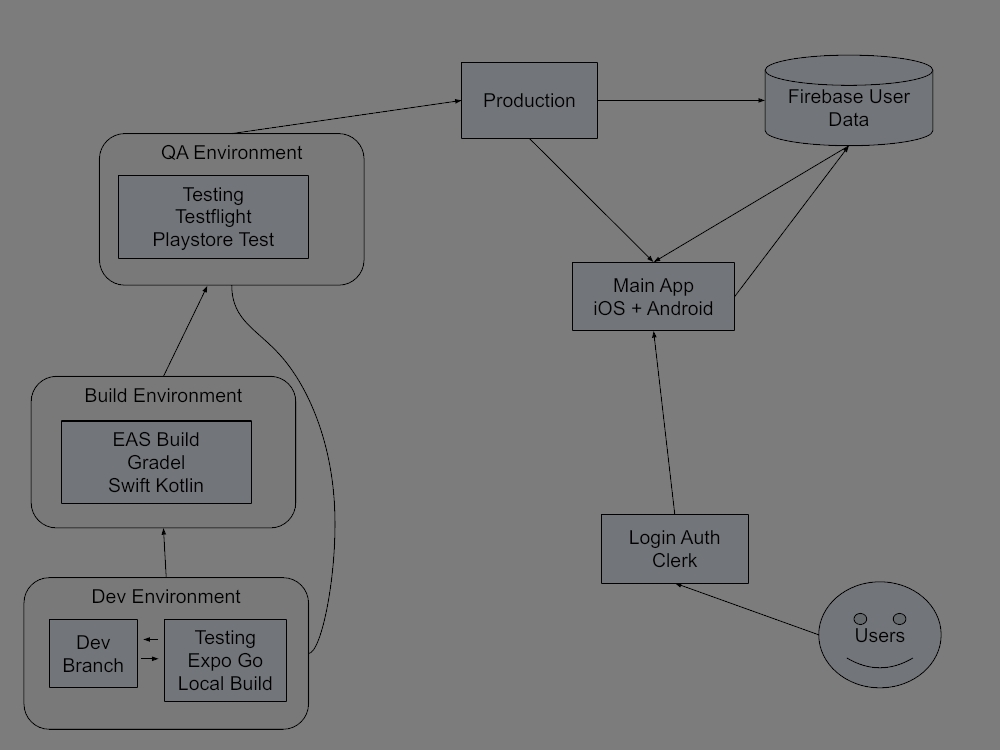 Production
Firebase User
Data
QA Environment
Testing
Testflight
Playstore Test
Main App
iOS + Android
Build Environment
EAS Build
Gradel
Swift Kotlin
Login Auth
Clerk
Dev Environment
Dev
Branch
Testing
Expo Go
Local Build
Users